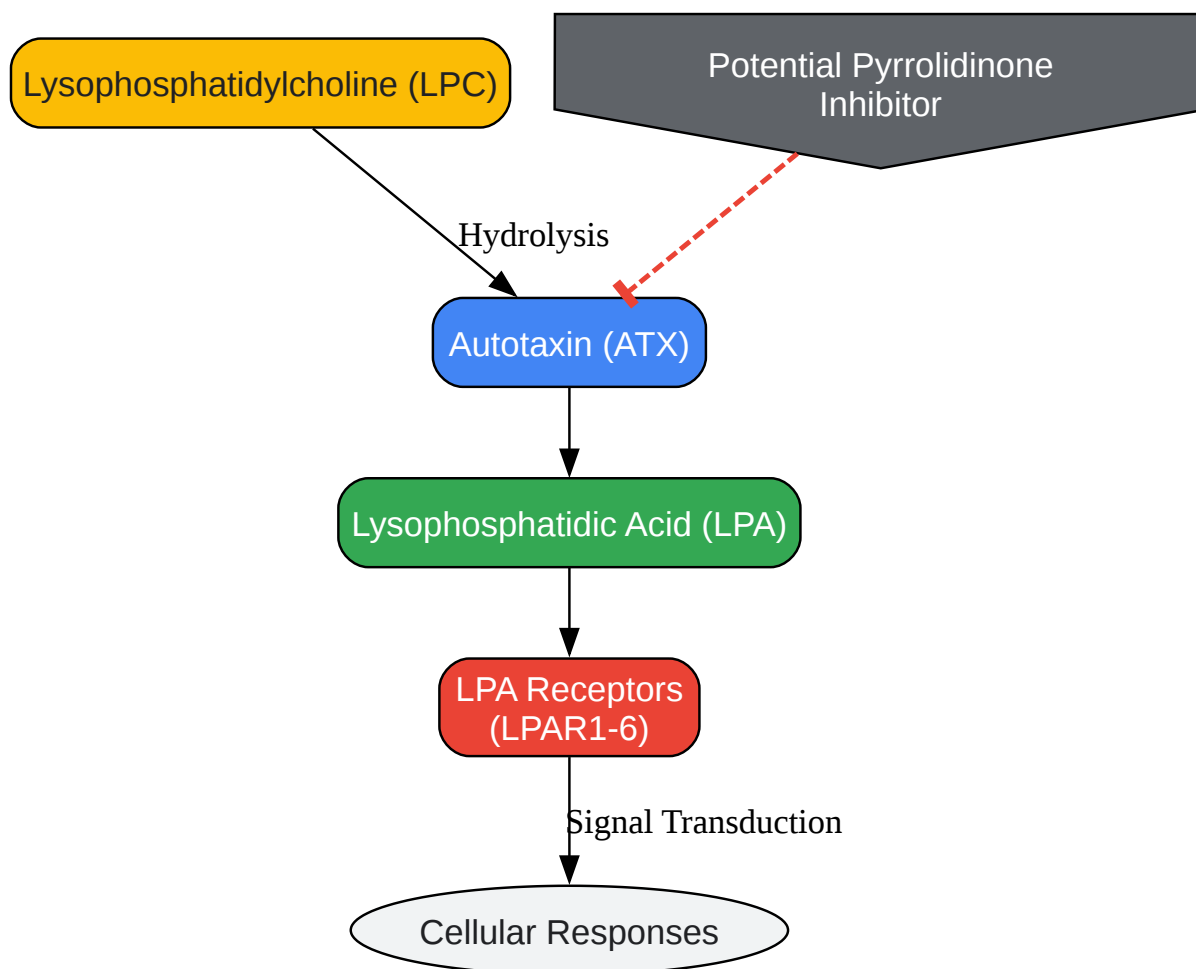 Lysophosphatidylcholine (LPC)
Potential Pyrrolidinone
Inhibitor
Hydrolysis
Autotaxin (ATX)
Lysophosphatidic Acid (LPA)
LPA Receptors
(LPAR1-6)
Signal Transduction
Cellular Responses